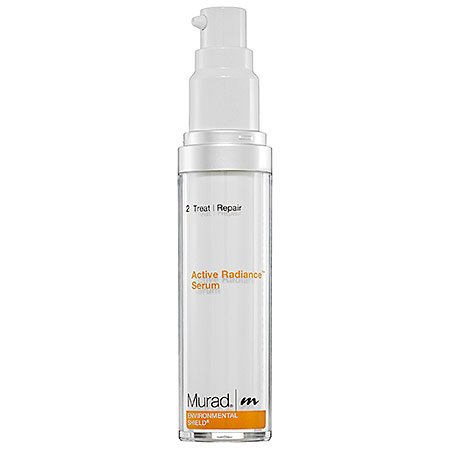 2 Treat | Repair
Active Radiance™
Serum
Murad.® | m
ENVIRONMENTAL
SHIELD®